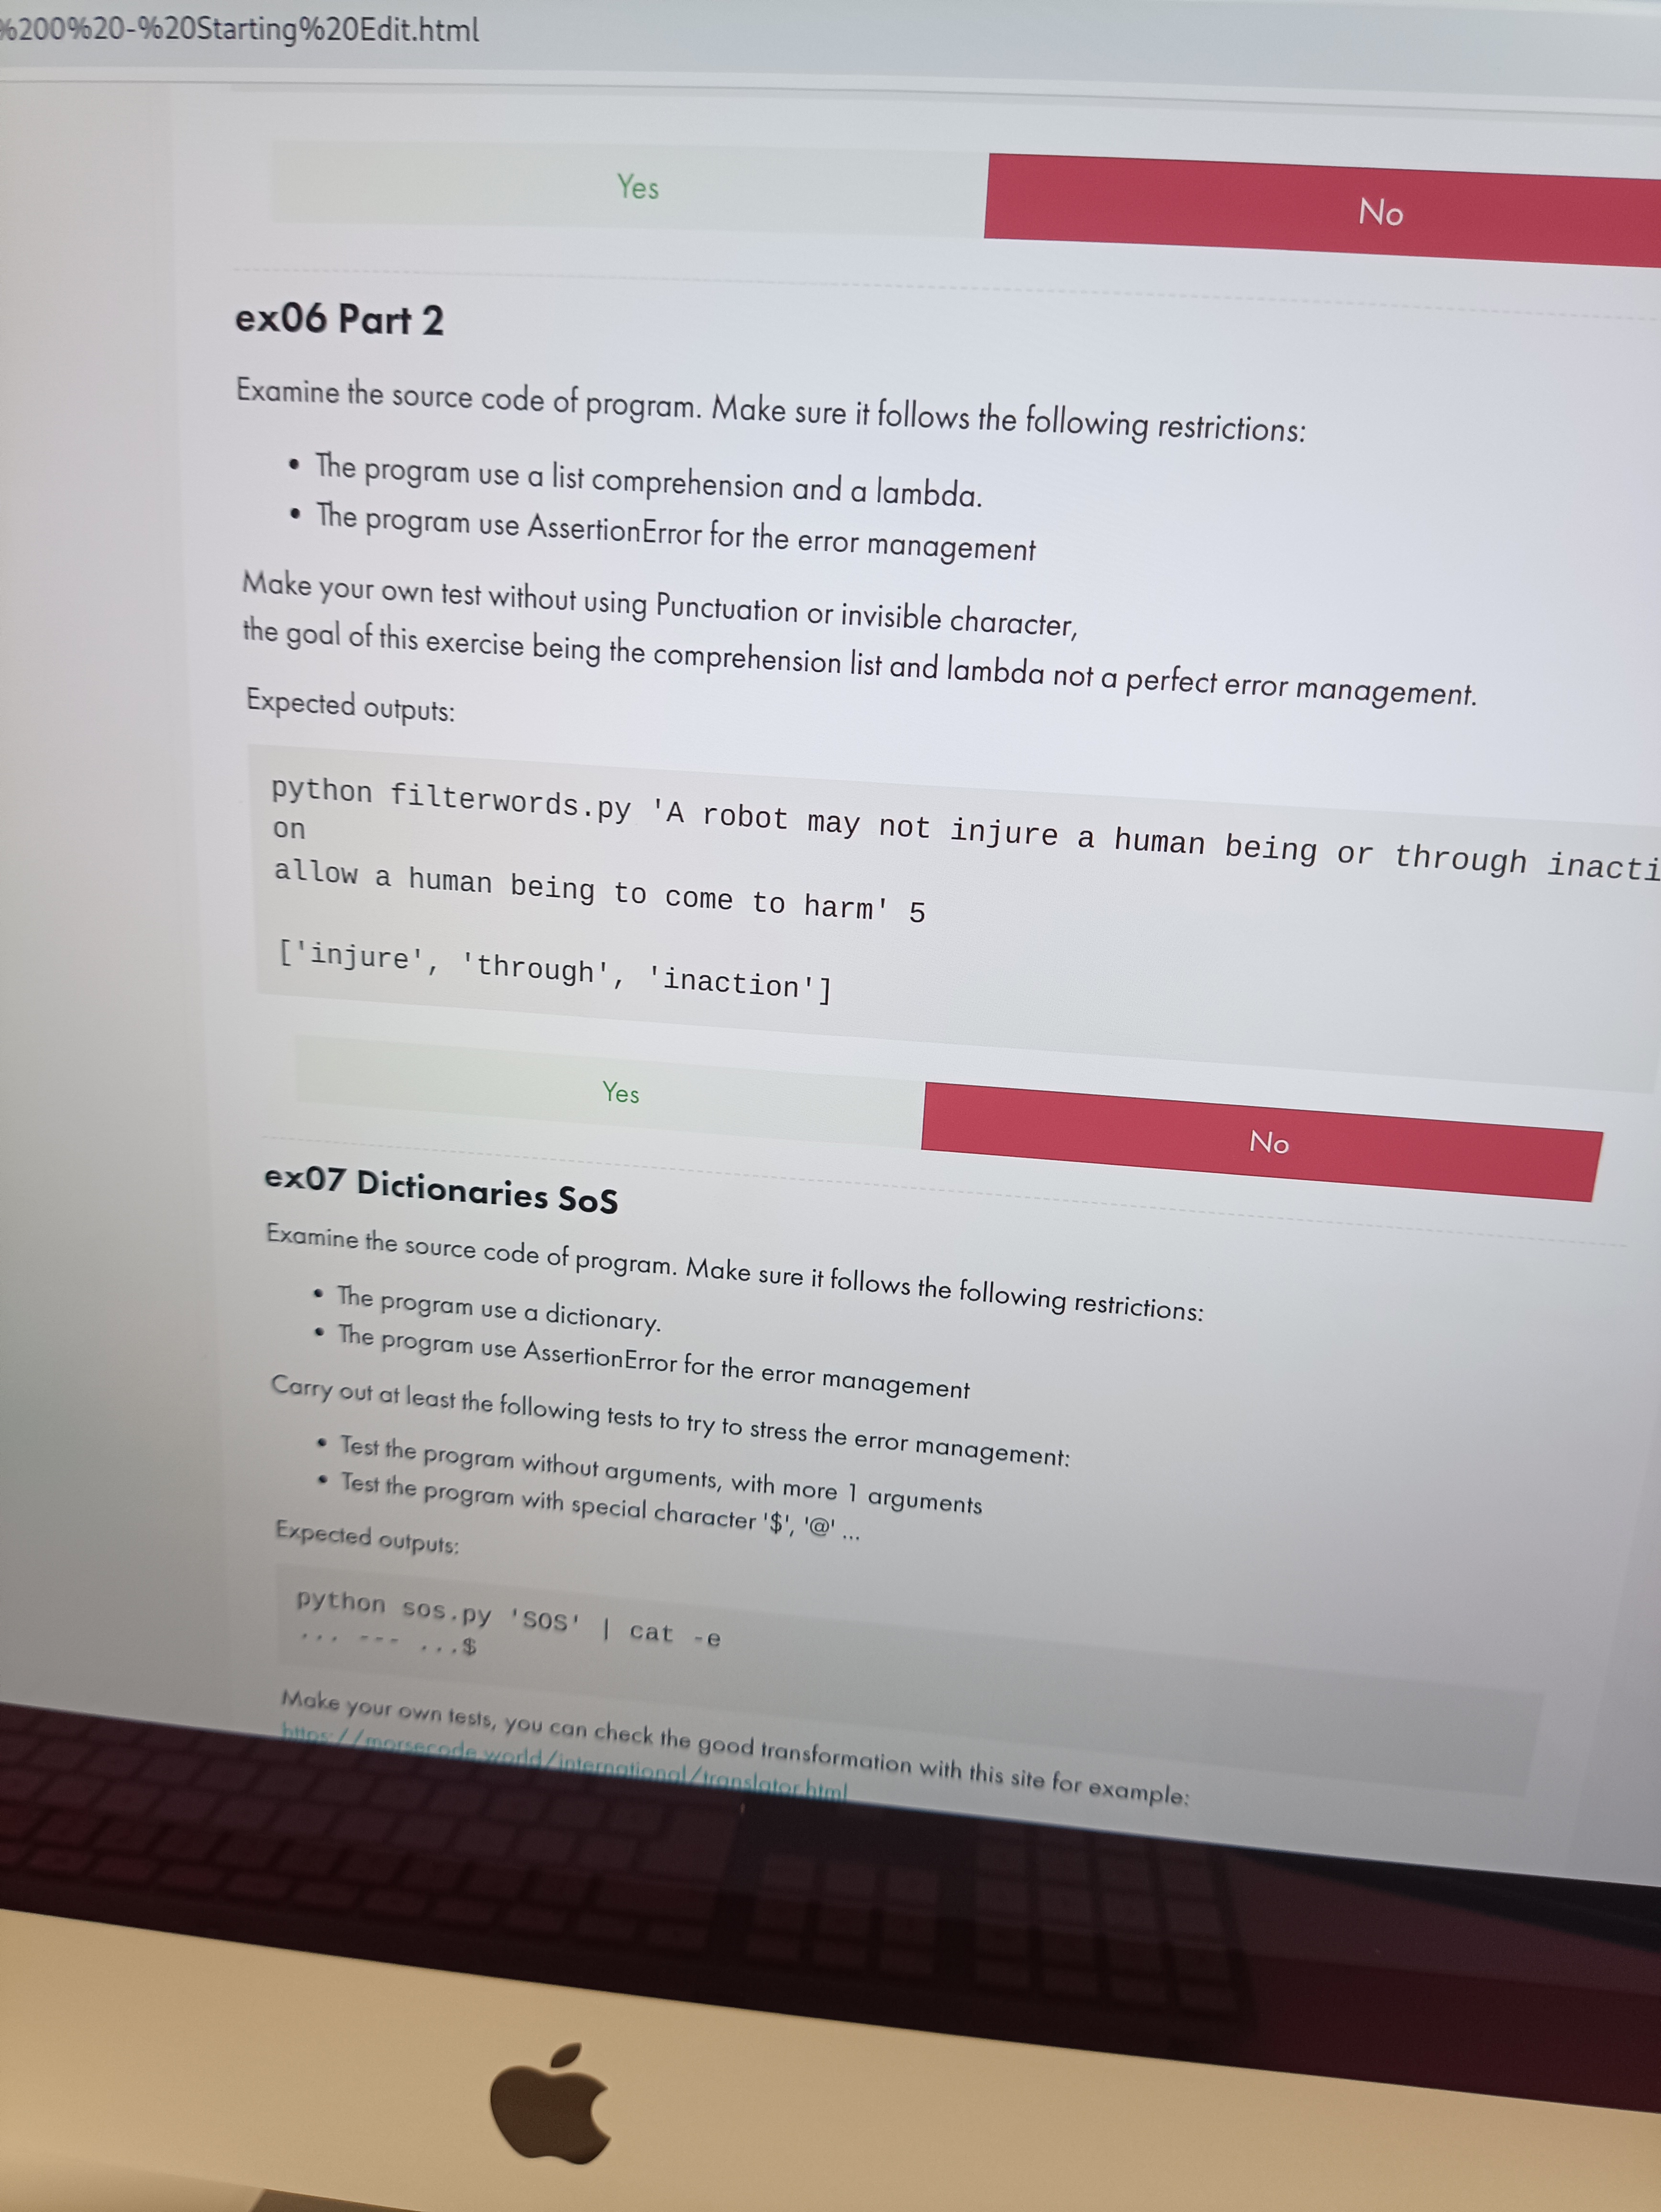 %200%20-%20Starting%20Edit.html
Yes
No
ex06 Part 2
Examine the source code of program. Make sure it follows the following restrictions:
• The program use a list comprehension and a lambda.
• The program use AssertionError for the error management
Make your own test without using Punctuation or invisible character,
the goal of this exercise being the comprehension list and lambda not a perfect error management.
Expected outputs:
python filterwords.py 'A robot may not injure a human being or through inacti
on
allow a human being to come to harm' 5
['injure', 'through', 'inaction']
Yes
No
ex07 Dictionaries SoS
Examine the source code of program. Make sure it follows the following restrictions:
• The program use a dictionary.
• The program use AssertionError for the error management
Carry out at least the following tests to try to stress the error management:
• Test the program without arguments, with more 1 arguments
• Test the program with special character '$', '@' ...
Expected outputs:
python sos.py 'SOS' | cat -e
... --- ...$
Make your own tests, you can check the good transformation with this site for example:
https://morsecode.world/international/translator.html